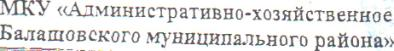 МКУ «Административно-хозяйственное
Балашовского муниципального района»